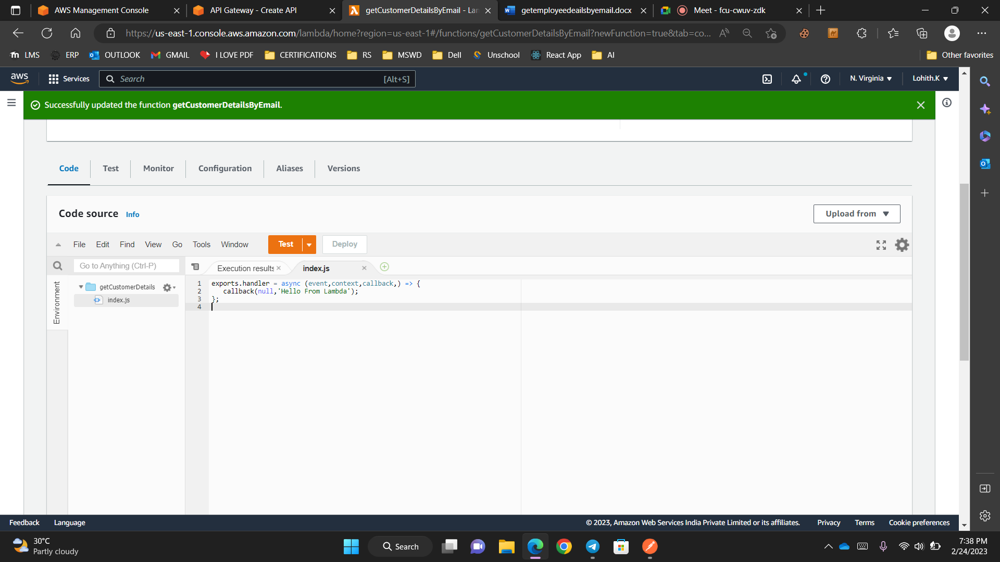 AWS Management Console
API Gateway - Create API
getCustomerDetailsByEmail - Lam
getemployeedeailsbyemail.docx
Meet - fcu-cwuv-zdk
https://us-east-1.console.aws.amazon.com/lambda/home?region=us-east-1#/functions/getCustomerDetailsByEmail?newFunction=true&tab=co...
LMS ERP OUTLOOK GMAIL I LOVE PDF CERTIFICATIONS RS MSWD Dell Unschool React App AI Other favorites
aws Services Search [Alt+S] N. Virginia Lohith.K
Successfully updated the function getCustomerDetailsByEmail.
Code Test Monitor Configuration Aliases Versions
Code source Info Upload from
File Edit Find View Go Tools Window Test Deploy
Go to Anything (Ctrl-P) Execution results index.js
Environment
getCustomerDetails
index.js
1 exports.handler = async (event,context,callback,) => {
2 callback(null,'Hello From Lambda');
3 };
4
Feedback Language © 2023, Amazon Web Services India Private Limited or its affiliates. Privacy Terms Cookie preferences
30°C
Partly cloudy
Search
7:38 PM
2/24/2023